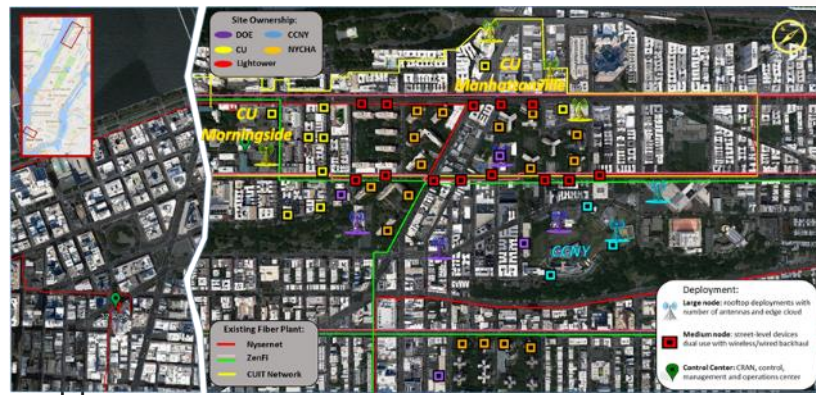 Site Ownership:
DOE
CCNY
CU
NYCHA
Lightower
CU
Manhattanville
CU
Morningside
CCNY
Existing Fiber Plant:
Nysernet
ZenFi
CUIT Network
Deployment:
Large node: rooftop deployments with
number of antennas and edge cloud
Medium node: street-level devices
dual use with wireless/wired backhaul
Control Center: CRAN, control,
management and operations center